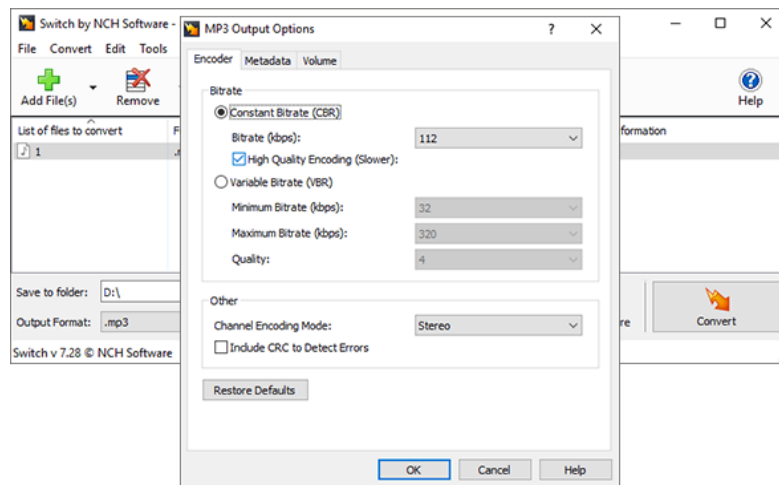 Switch by NCH Software -
File Convert Edit Tools
Add File(s)
Remove
Help
List of files to convert
F
formation
1
Save to folder: D:\
Output Format: .mp3
re
Convert
Switch v 7.28 © NCH Software
MP3 Output Options
? 
Encoder Metadata Volume
Bitrate
Constant Bitrate (CBR)
Bitrate (kbps): 112
High Quality Encoding (Slower):
Variable Bitrate (VBR)
Minimum Bitrate (kbps): 32
Maximum Bitrate (kbps): 320
Quality: 4
Other
Channel Encoding Mode: Stereo
Include CRC to Detect Errors
Restore Defaults
OK Cancel Help